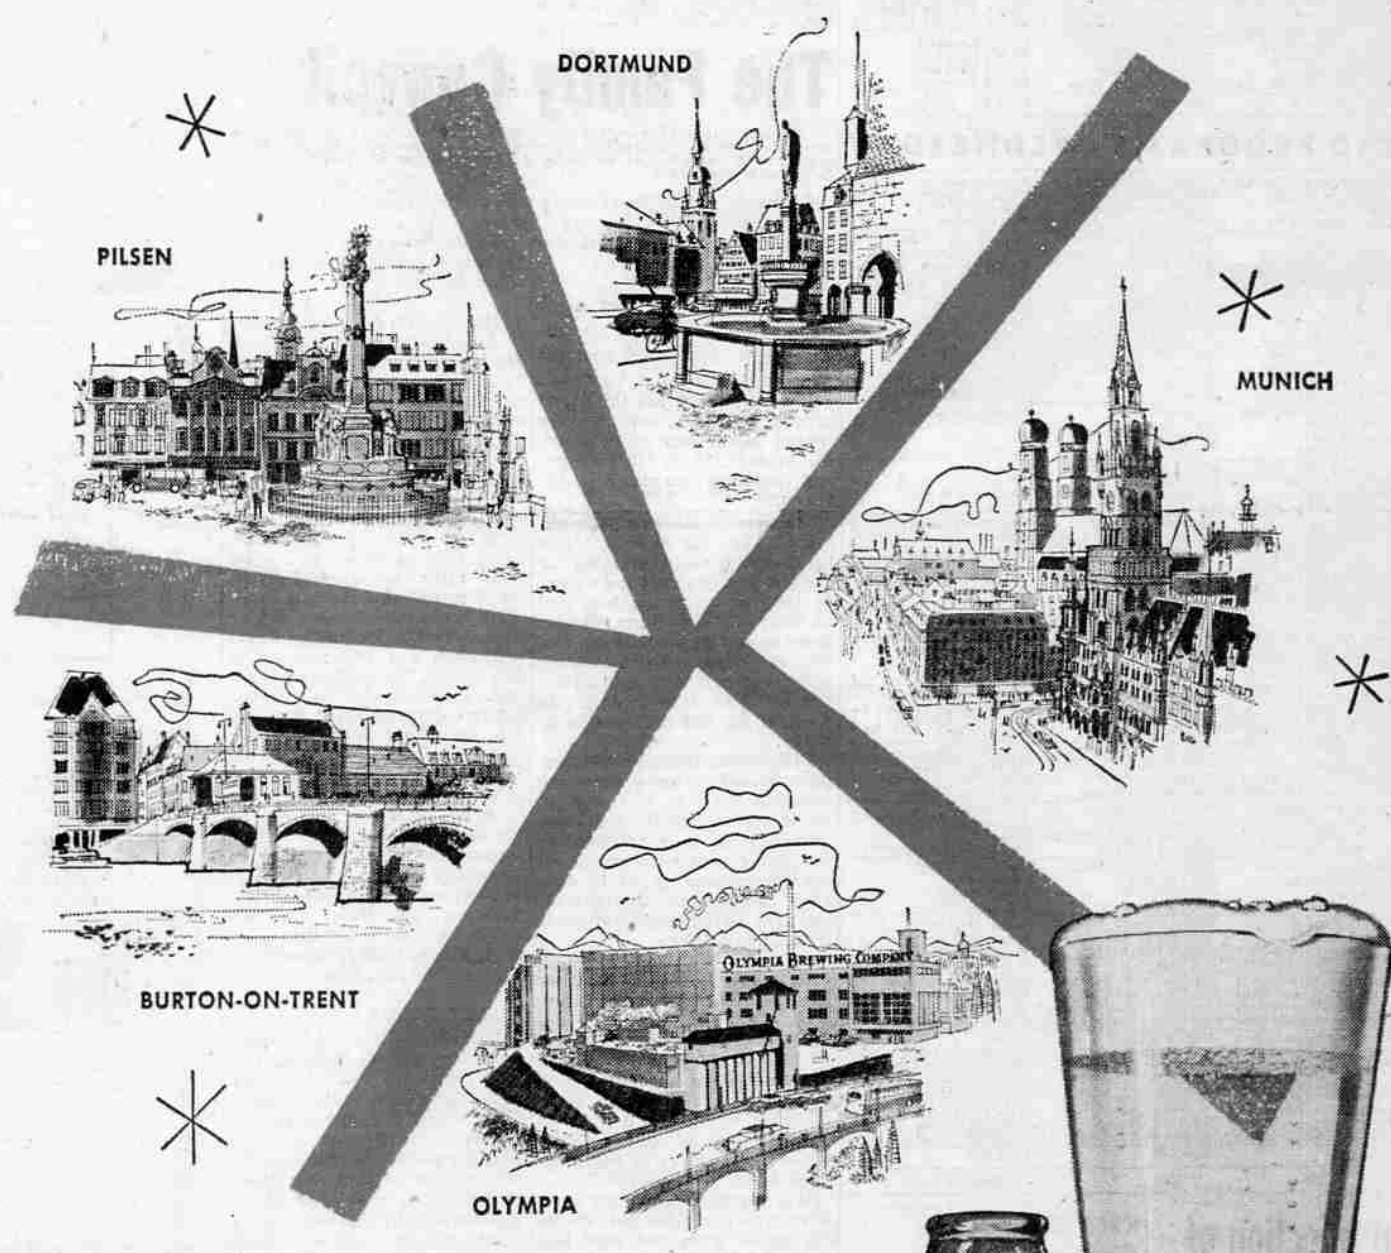 DORTMUND
PILSEN
MUNICH
OLYMPIA BREWING COMPANY
BURTON-ON-TRENT
OLYMPIA